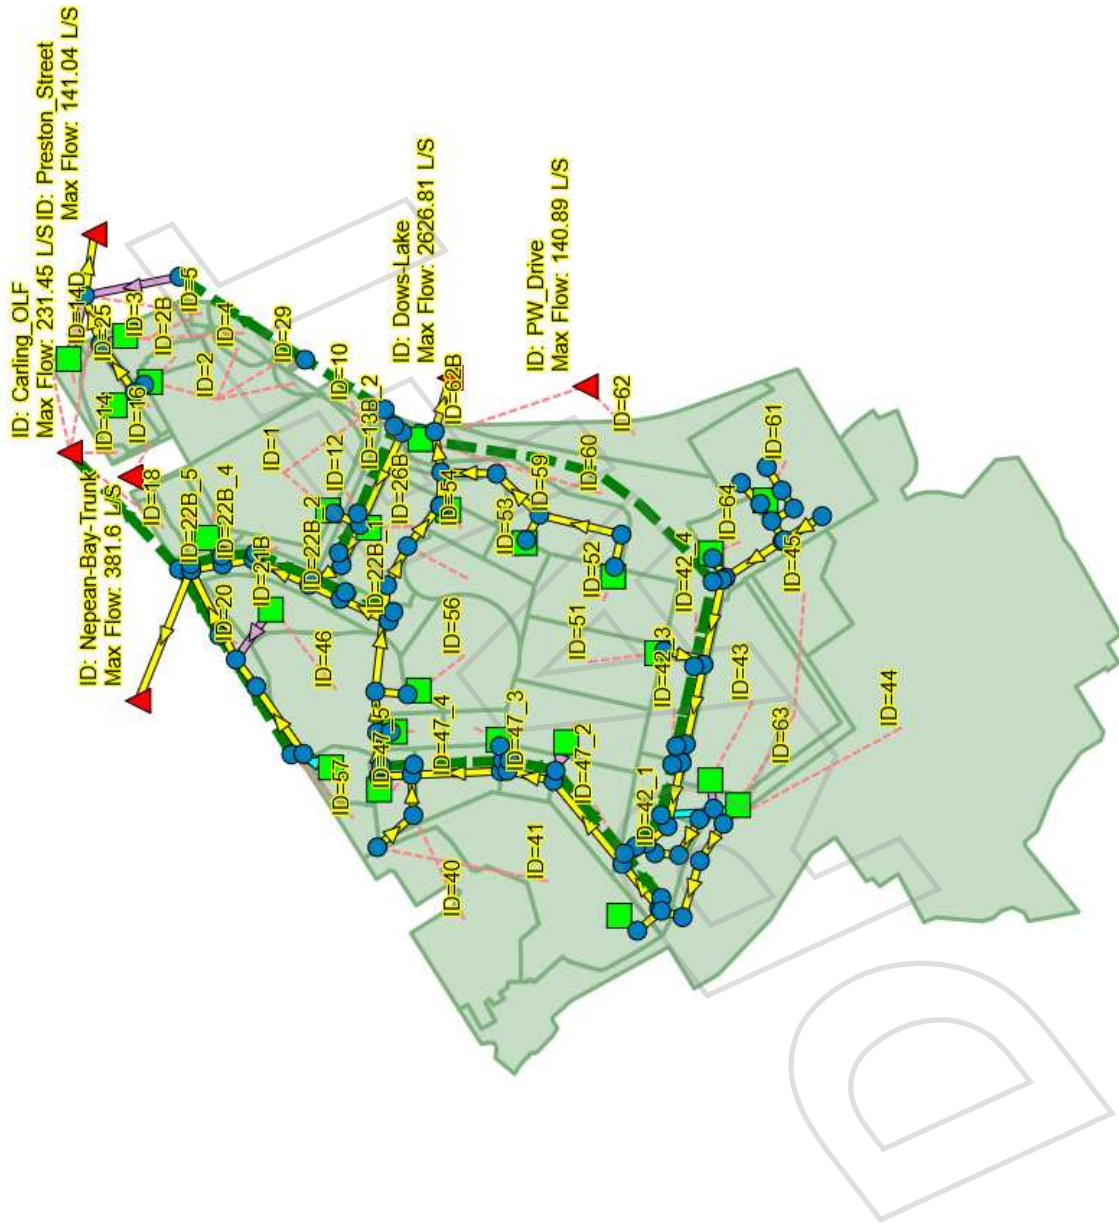 ID: Carling_OLF
Max Flow: 231.45 L/S
ID: Preston_Street
Max Flow: 141.04 L/S
ID: Nepean-Bay-Trunk
Max Flow: 381.6 L/S
ID: Dows-Lake
Max Flow: 2626.81 L/S
ID: PW_Drive
Max Flow: 140.89 L/S
ID=14D
ID=25
ID=3
ID=2B
ID=5
ID=4
ID=2
ID=14
ID=16
ID=29
ID=18
ID=10
ID=1
ID=12
ID=13B_2
ID=62B
ID=22B_5
ID=22B_4
ID=26B
ID=54
ID=62
ID=22B_2
ID=21B
ID=20
ID=22B_1
ID=59
ID=60
ID=53
ID=61
ID=64
ID=52
ID=42_4
ID=45
ID=46
ID=56
ID=51
ID=42_3
ID=43
ID=44
ID=63
ID=57
ID=47_5
ID=47_4
ID=47_3
ID=47_2
ID=42_1
ID=41
ID=40
DRAFT